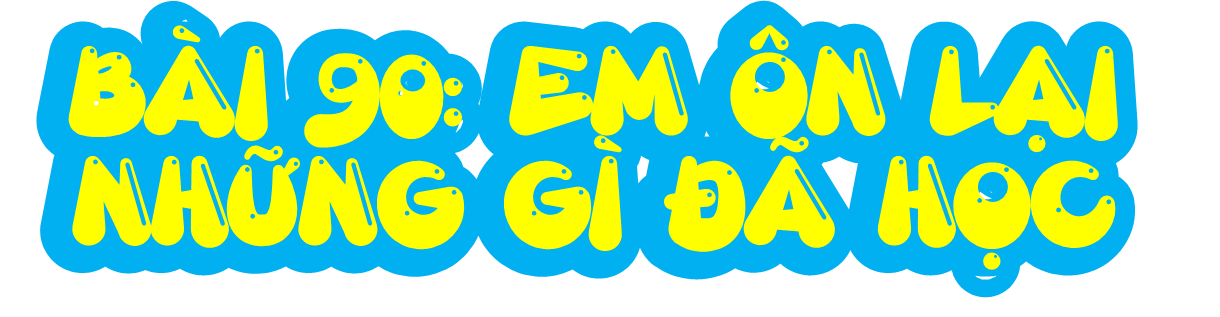 BÀI 90: EM ÔN LẠI
NHỮNG GÌ ĐÃ HỌC